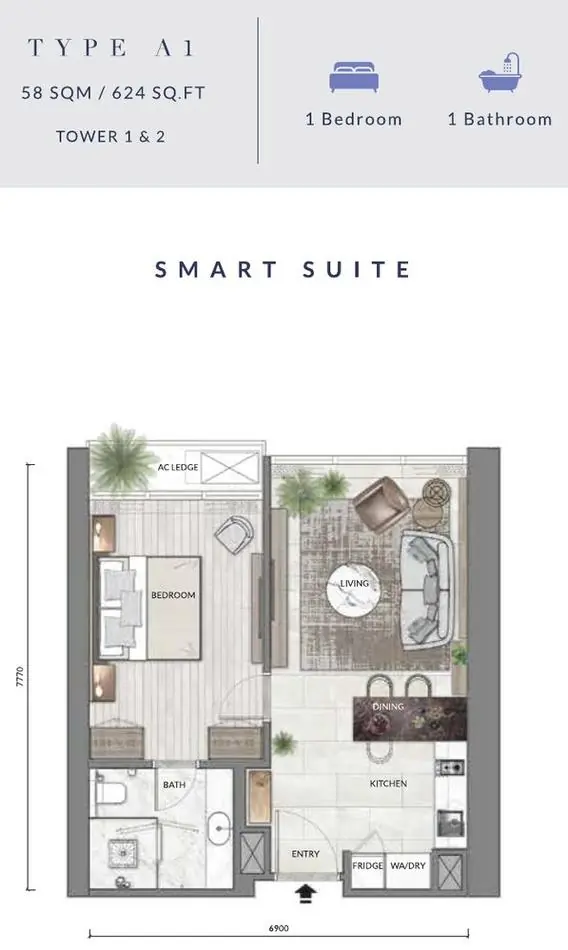 TYPE A1
58 SQM / 624 SQ.FT
TOWER 1 & 2
1 Bedroom
1 Bathroom
SMART SUITE
AC LEDGE
LIVING
BEDROOM
7770
DINING
BATH
KITCHEN
ENTRY
FRIDGE
WA/DRY
6900